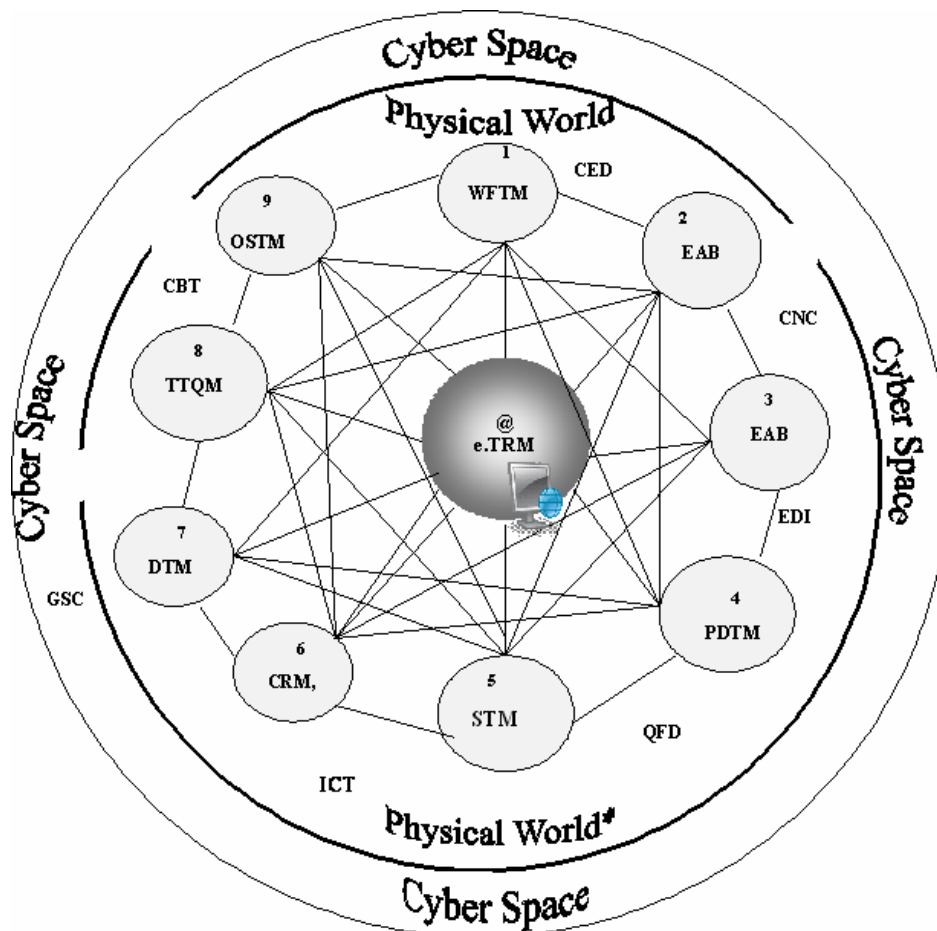 Cyber Space
Physical World
1
WFTM
CED
2
EAB
CNC
3
EAB
EDI
4
PDTM
QFD
5
STM
ICT
6
CRM,
GSC
7
DTM
8
TTQM
CBT
9
OSTM
@
e.TRM
Cyber Space
Cyber Space
Physical World*
Cyber Space